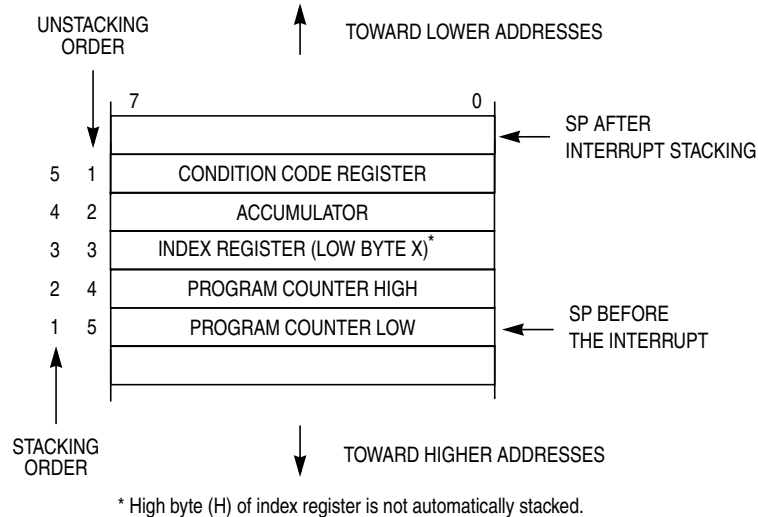 UNSTACKING
ORDER
TOWARD LOWER ADDRESSES
7 0
SP AFTER
INTERRUPT STACKING
5 1 CONDITION CODE REGISTER
4 2 ACCUMULATOR
3 3 INDEX REGISTER (LOW BYTE X)*
2 4 PROGRAM COUNTER HIGH
1 5 PROGRAM COUNTER LOW
SP BEFORE
THE INTERRUPT
STACKING
ORDER
TOWARD HIGHER ADDRESSES
* High byte (H) of index register is not automatically stacked.